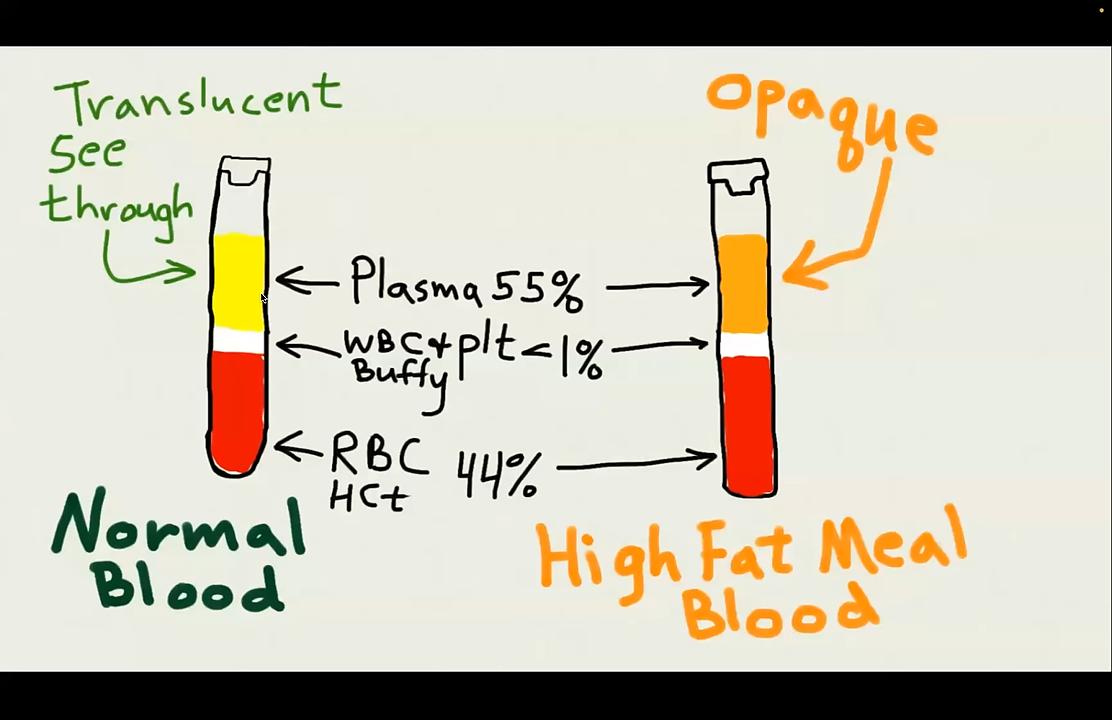 Translucent
See
through
Opaque
Plasma 55%
WBC + plt < 1%
Buffy
RBC 44%
HCt
Normal
Blood
High Fat Meal
Blood